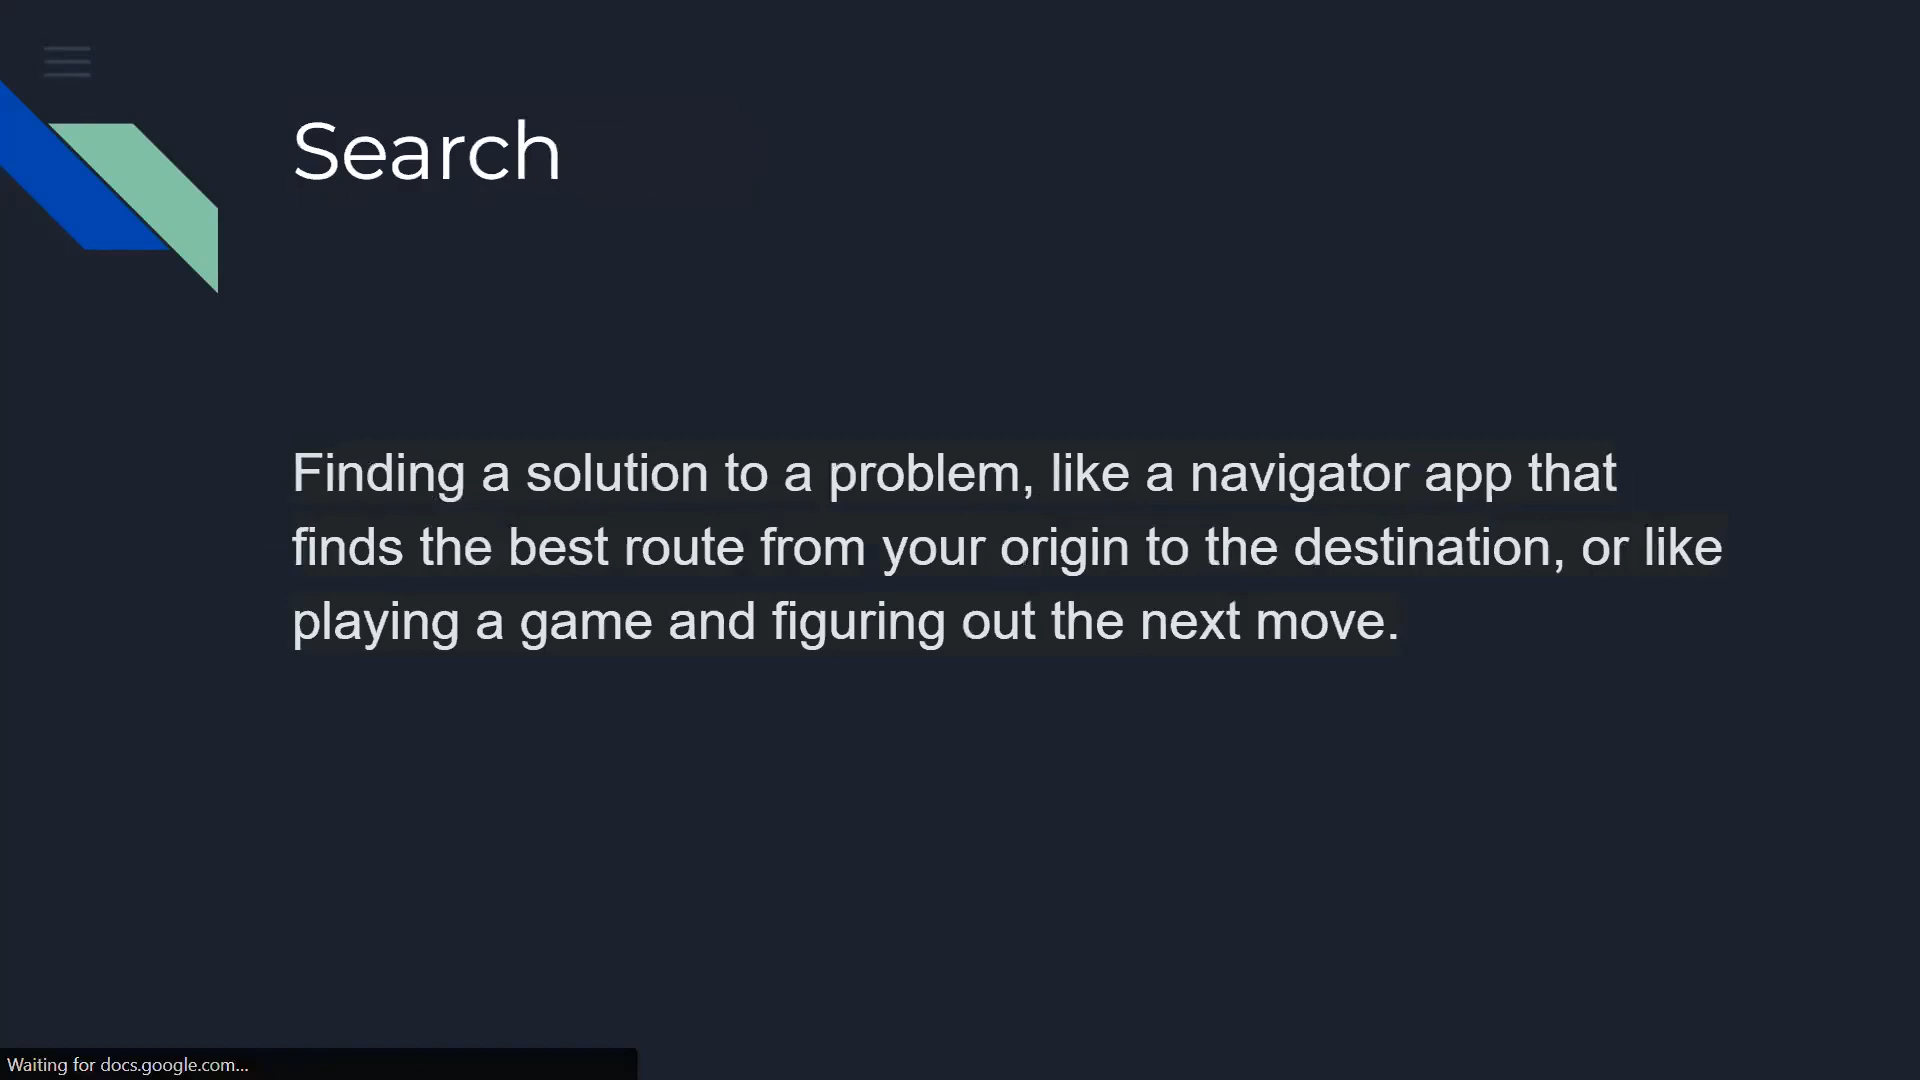 Search
Finding a solution to a problem, like a navigator app that
finds the best route from your origin to the destination, or like
playing a game and figuring out the next move.
Waiting for docs.google.com...